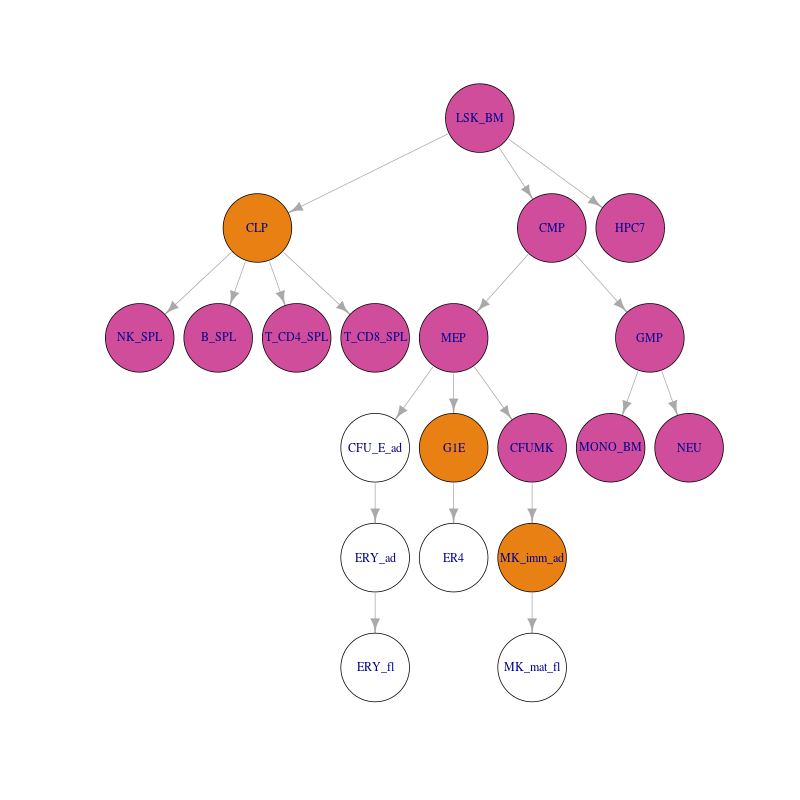 LSK_BM
CLP
CMP
HPC7
NK_SPL
B_SPL
T_CD4_SPL
T_CD8_SPL
MEP
GMP
CFU_E_ad
G1E
CFUMK
MONO_BM
NEU
ERY_ad
ER4
MK_imm_ad
ERY_fl
MK_mat_fl